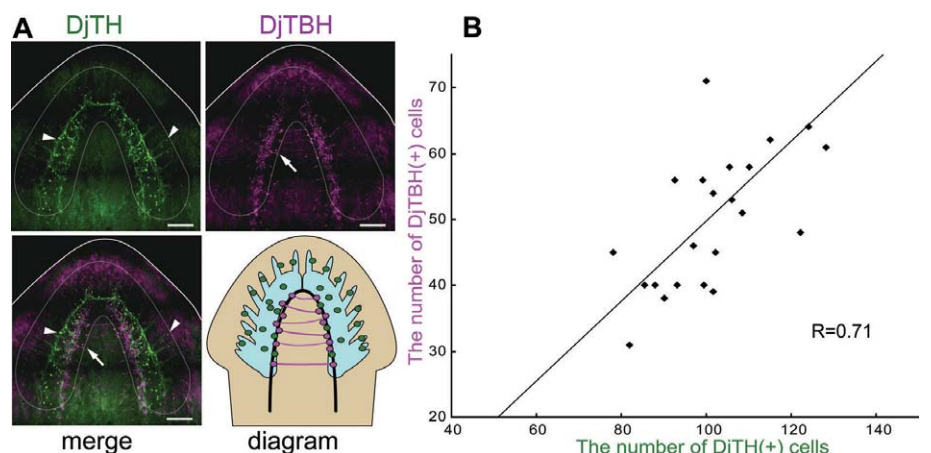 A
DjTH
DjTBH
merge
diagram
B
The number of DjTBH(+) cells
70
60
50
40
30
20
R=0.71
40
60
80
100
120
140
The number of DjTH(+) cells